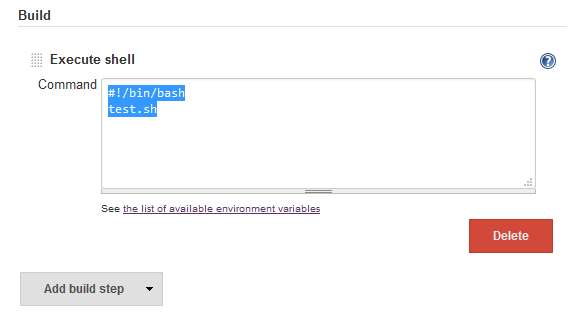 Build
Execute shell
?
Command
#!/bin/bash
test.sh
See the list of available environment variables
Delete
Add build step